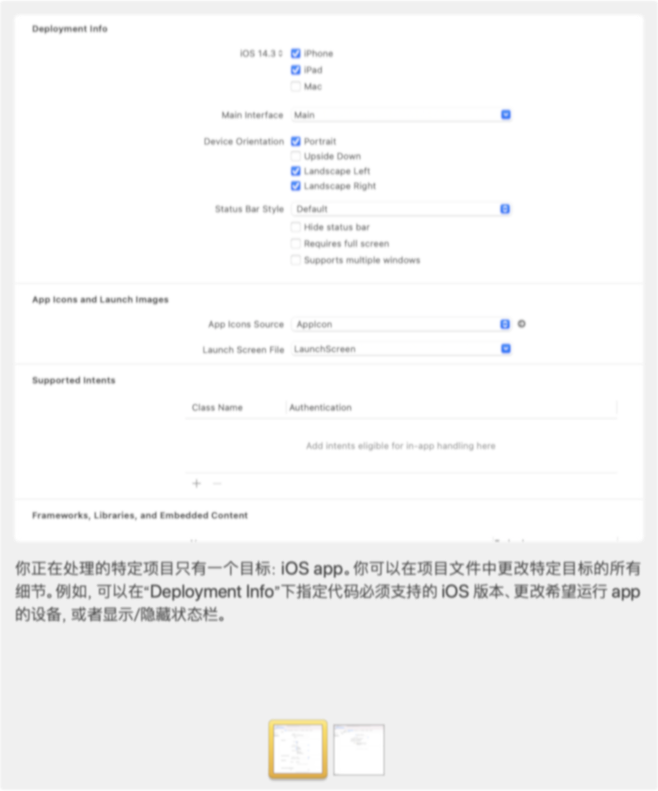 Deployment Info
iOS 14.3 iPhone
iPad
Mac
Main Interface Main
Device Orientation Portrait
Upside Down
Landscape Left
Landscape Right
Status Bar Style Default
Hide status bar
Requires full screen
Supports multiple windows
App Icons and Launch Images
App Icons Source AppIcon
Launch Screen File LaunchScreen
Supported Intents
Class Name Authentication
Add intents eligible for in-app handling here
Frameworks, Libraries, and Embedded Content
你正在处理的特定项目只有一个目标: iOS app。你可以在项目文件中更改特定目标的所有
细节。例如, 可以在“Deployment Info”下指定代码必须支持的 iOS 版本、更改希望运行 app
的设备, 或者显示/隐藏状态栏。